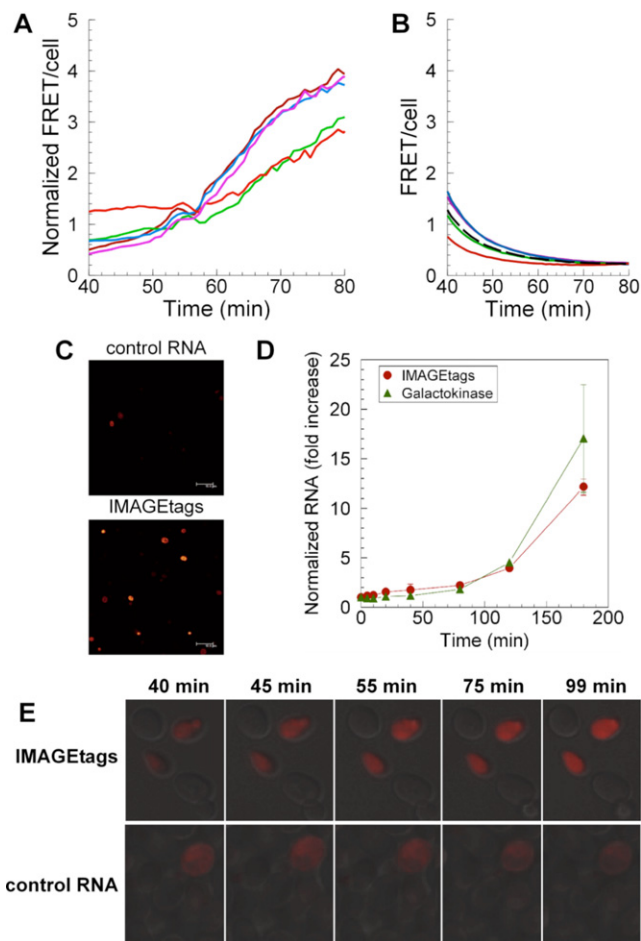 A
B
5
4
3
2
1
0
Normalized FRET/cell
40 50 60 70 80
Time (min)
5
4
3
2
1
0
FRET/cell
40 50 60 70 80
Time (min)
C
control RNA
IMAGEtags
D
25
20
15
10
5
0
Normalized RNA (fold increase)
IMAGEtags
Galactokinase
0 50 100 150 200
Time (min)
E
40 min 45 min 55 min 75 min 99 min
IMAGEtags
control RNA